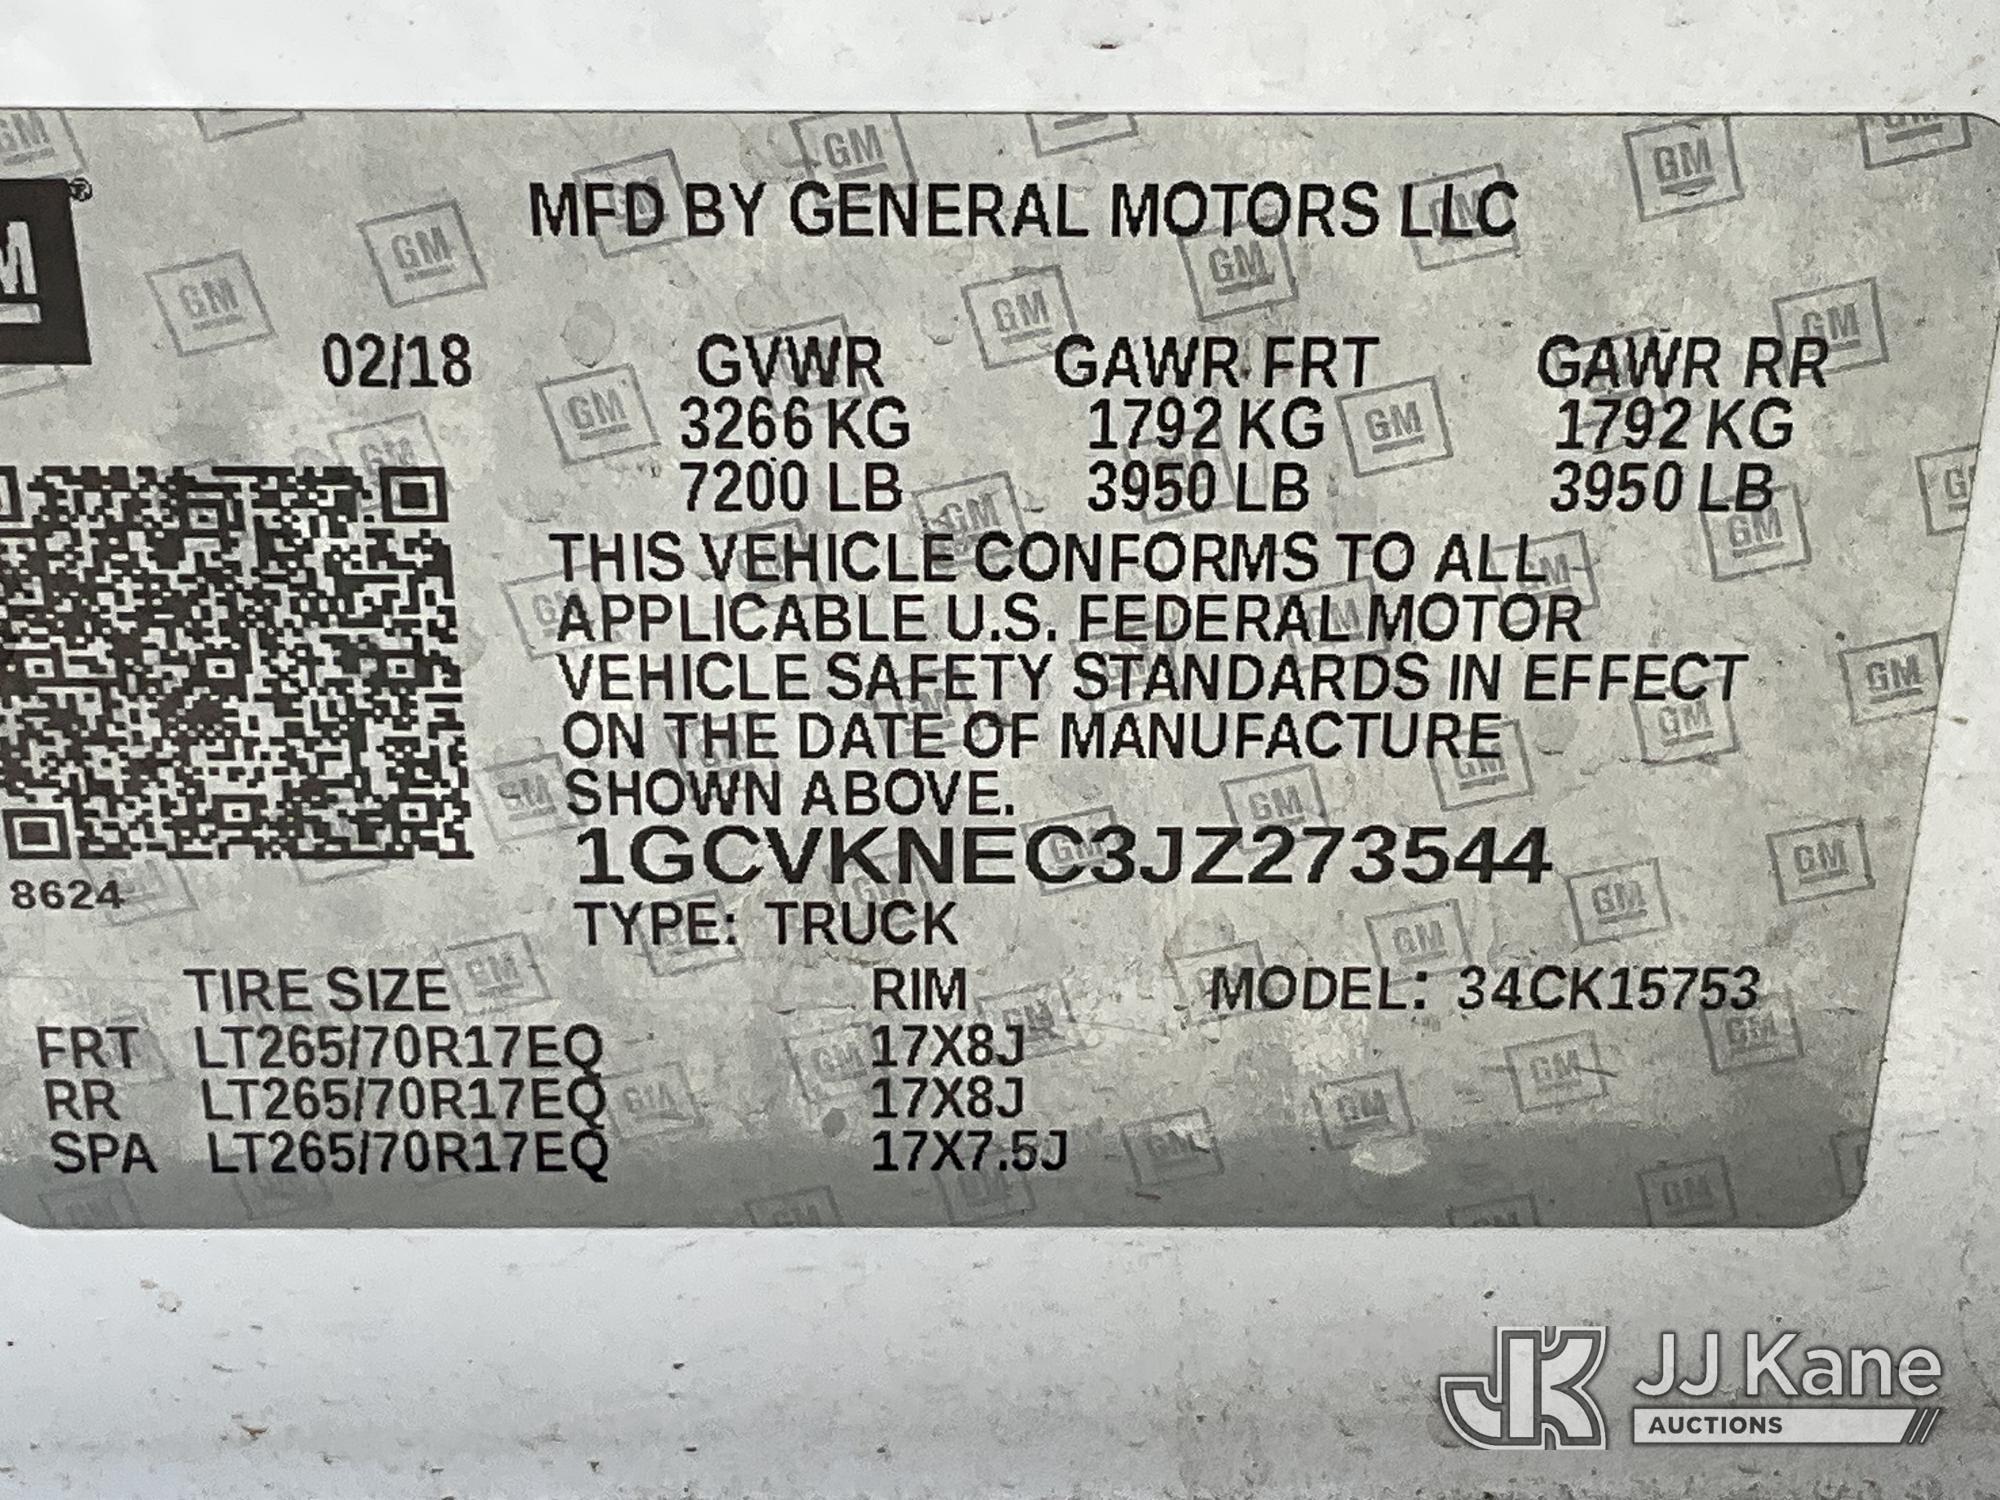 MFD BY GENERAL MOTORS LLC
02/18 GVWR GAWR FRT GAWR RR
3266 KG 1792 KG 1792 KG
7200 LB 3950 LB 3950 LB
THIS VEHICLE CONFORMS TO ALL
APPLICABLE U.S. FEDERAL MOTOR
VEHICLE SAFETY STANDARDS IN EFFECT
ON THE DATE OF MANUFACTURE
SHOWN ABOVE.
1GCVKNEC3JZ273544
8624
TYPE: TRUCK
TIRE SIZE RIM MODEL: 34CK15753
FRT LT265/70R17EQ 17X8J
RR LT265/70R17EQ 17X8J
SPA LT265/70R17EQ 17X7.5J
JK JJ Kane
AUCTIONS